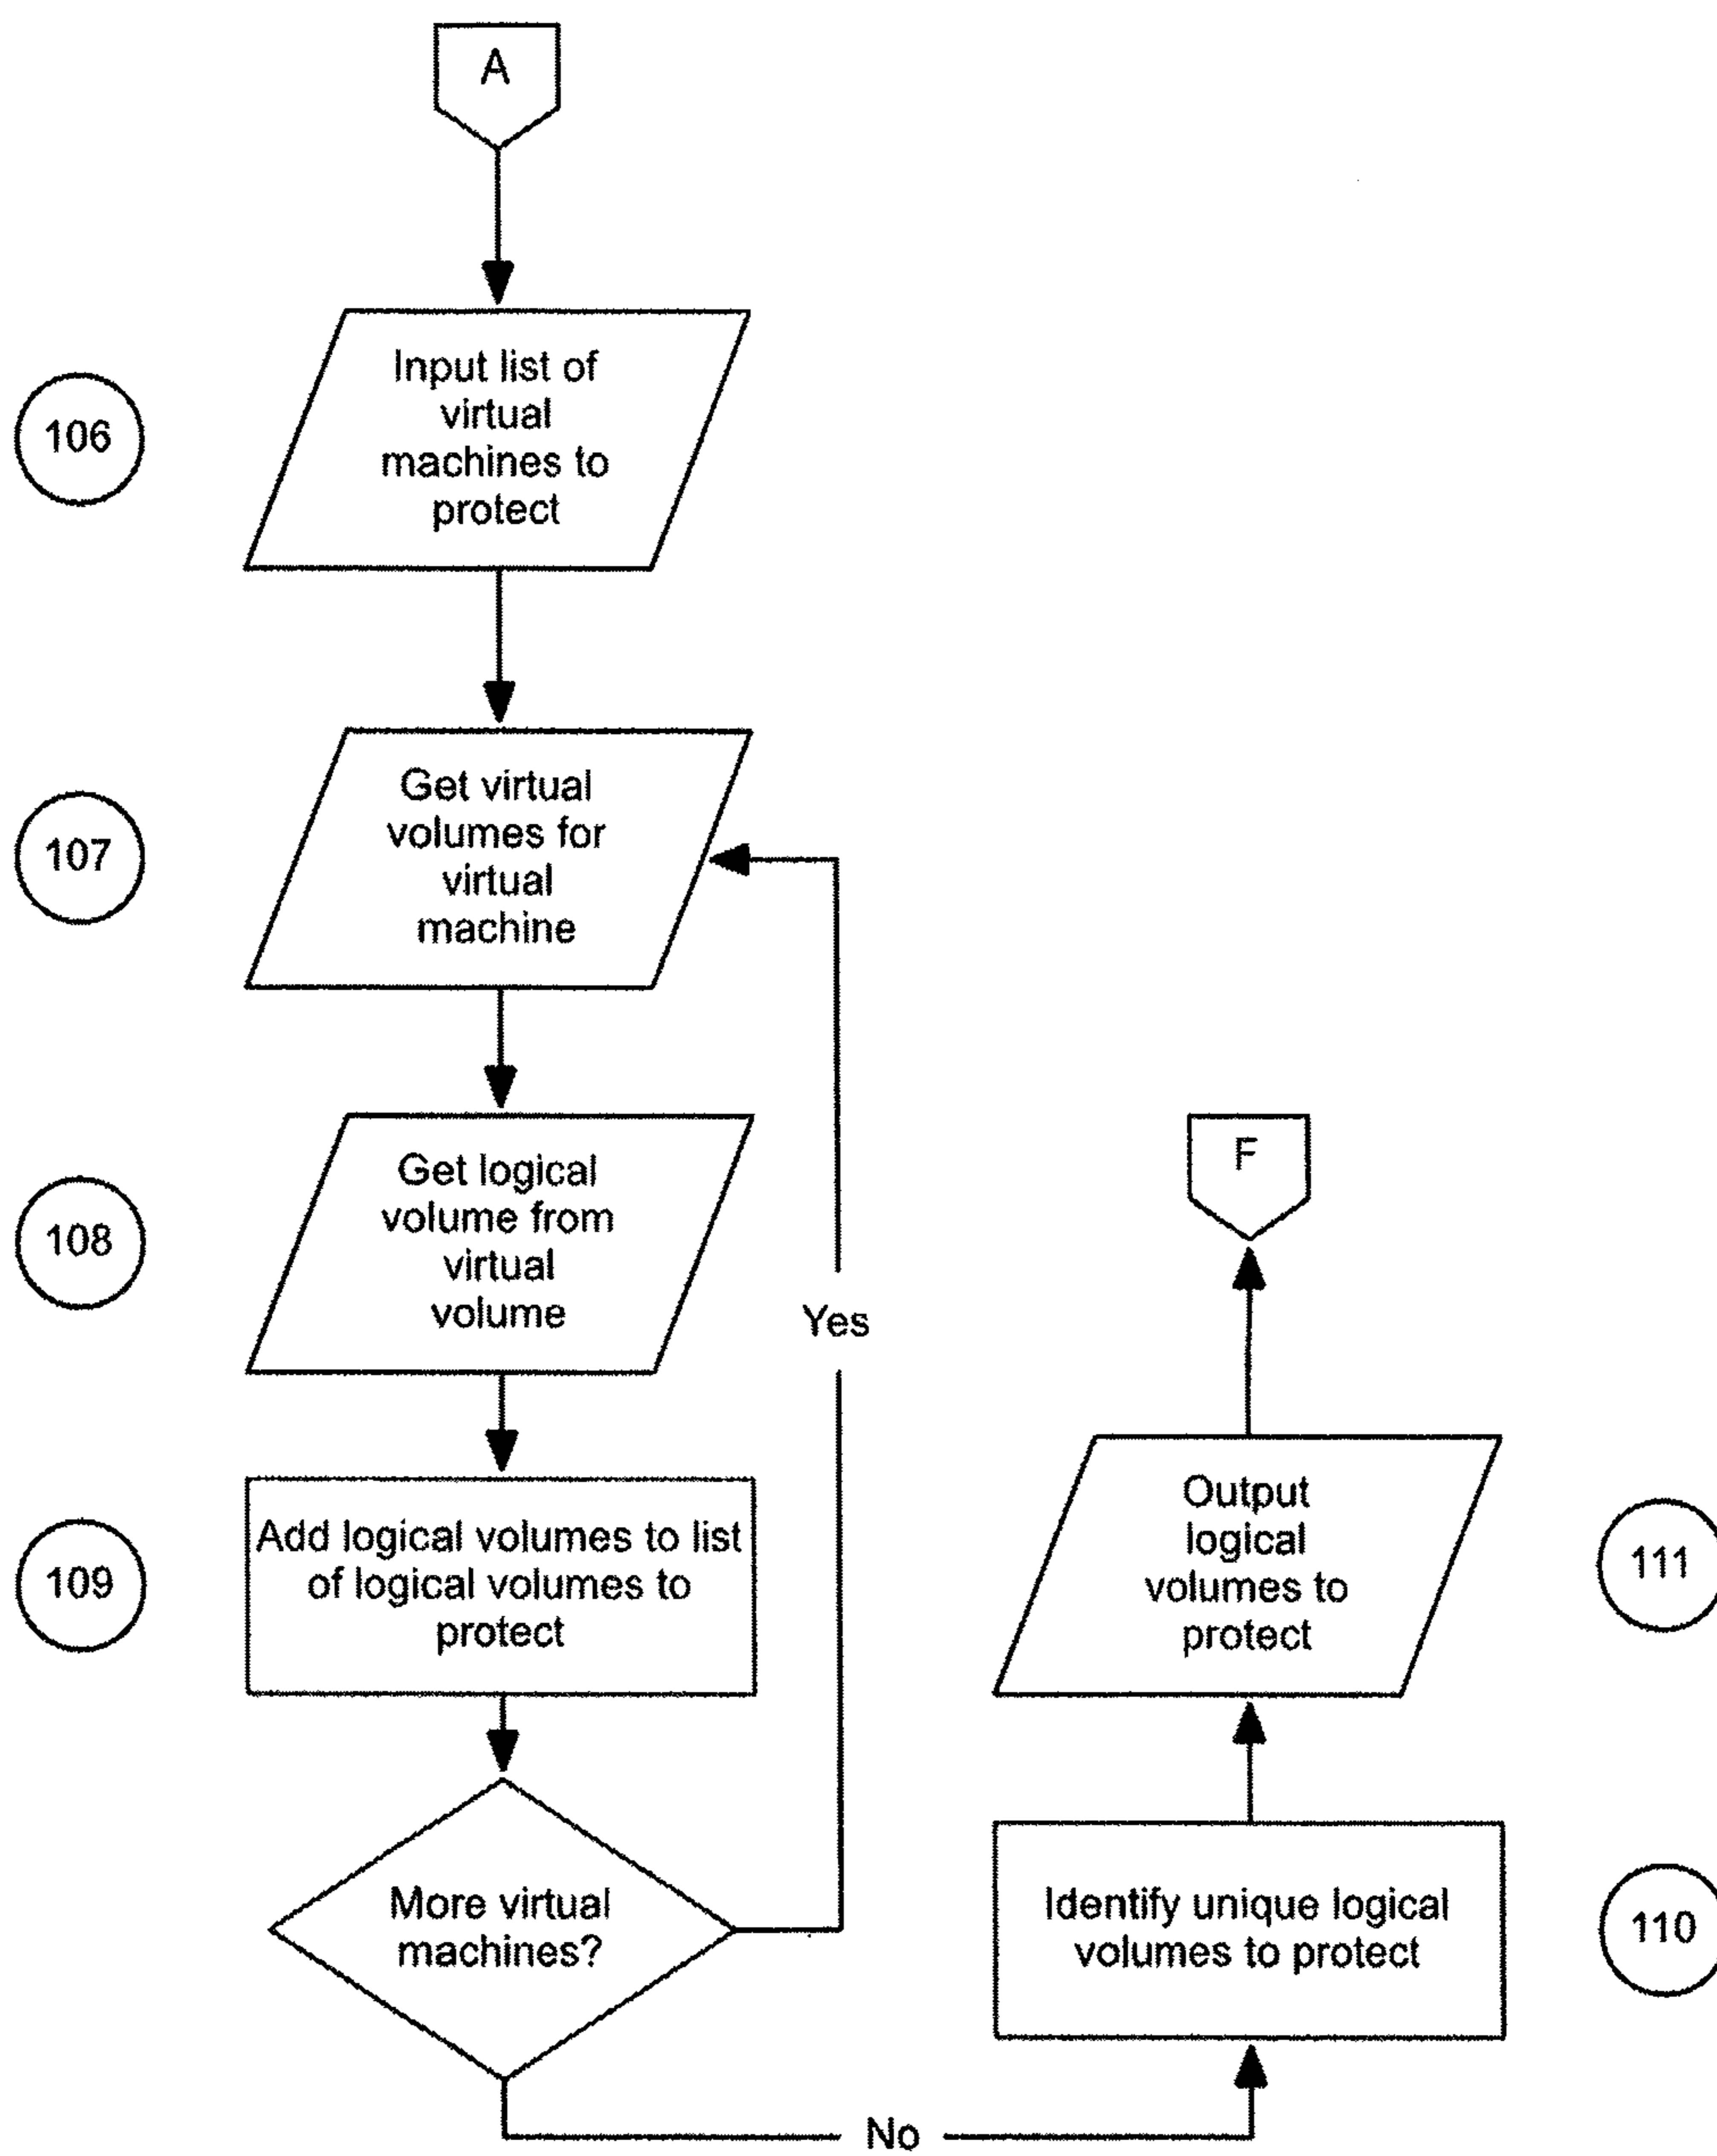 A
106
Input list of
virtual
machines to
protect
107
Get virtual
volumes for
virtual
machine
108
Get logical
volume from
virtual
volume
Yes
109
Add logical volumes to list
of logical volumes to
protect
More virtual
machines?
No
110
Identify unique logical
volumes to protect
111
Output
logical
volumes to
protect
F